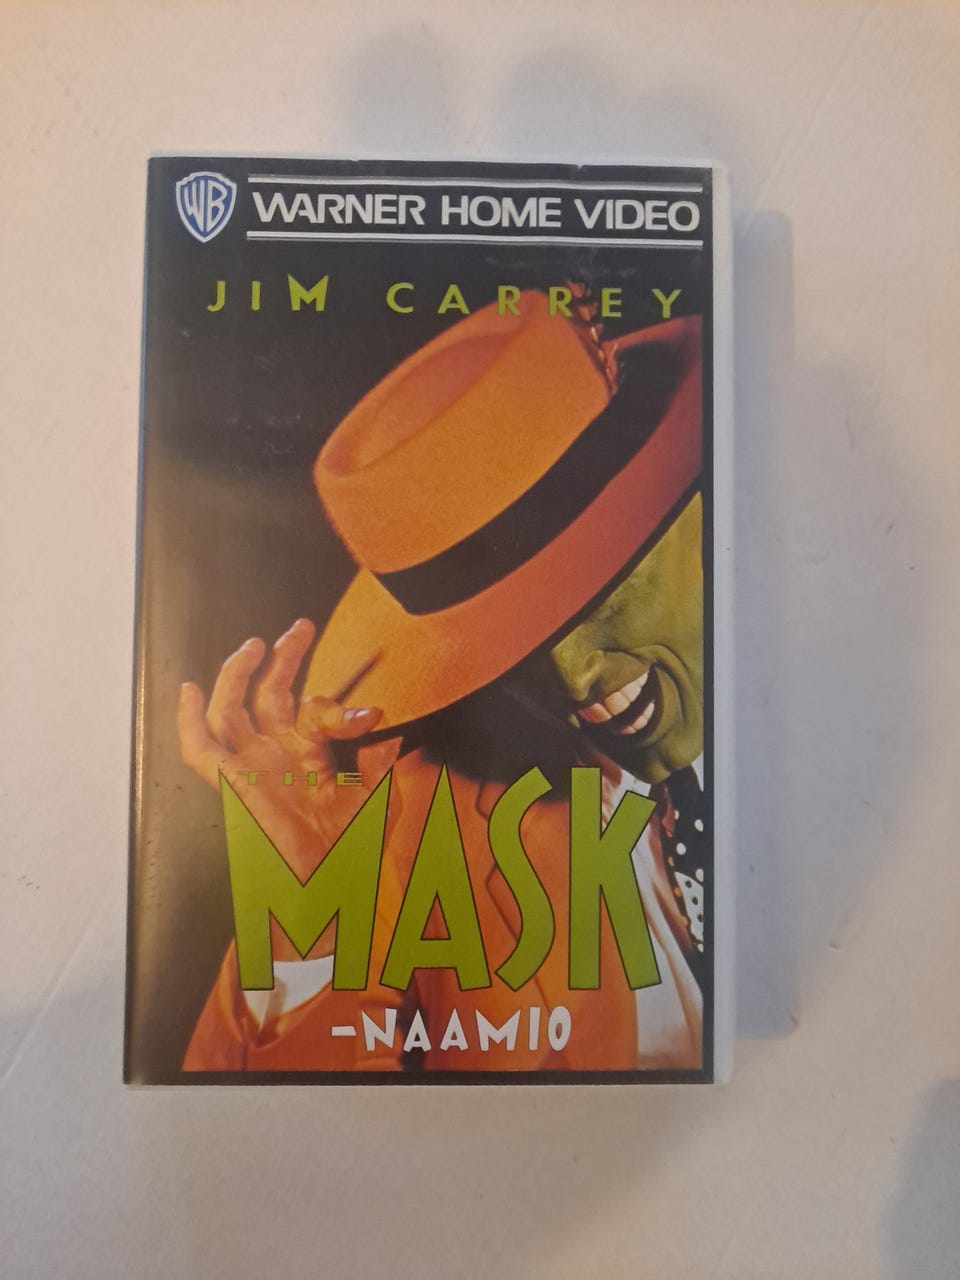 WB WARNER HOME VIDEO
JIM CARREY
THE
MASK
-NAAMIO